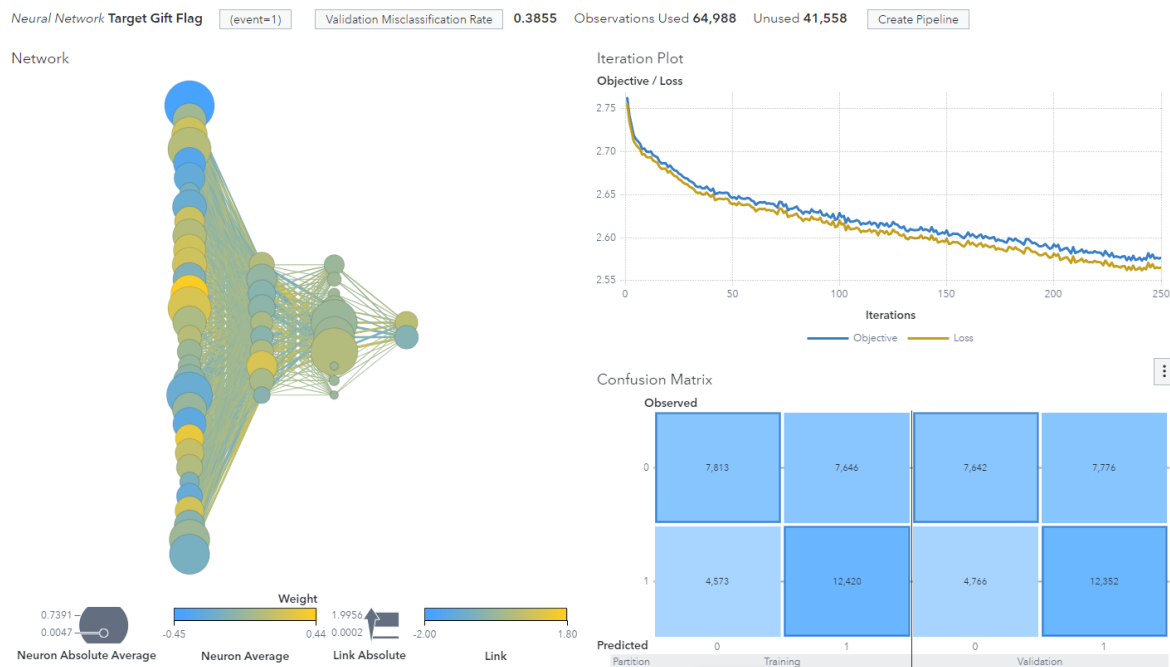 Neural Network Target Gift Flag (event=1) Validation Misclassification Rate 0.3855 Observations Used 64,988 Unused 41,558 Create Pipeline
Network
Weight
0.7391
0.0047
Neuron Absolute Average
-0.45 0.44
Neuron Average
1.9956
0.0002
Link Absolute
-2.00 1.80
Link
Iteration Plot
Objective / Loss
2.75
2.70
2.65
2.60
2.55
0 50 100 150 200 250
Iterations
Objective Loss
Confusion Matrix
Observed
0 7,813 7,646 7,642 7,776
1 4,573 12,420 4,766 12,352
Predicted 0 1 0 1
Partition Training Validation